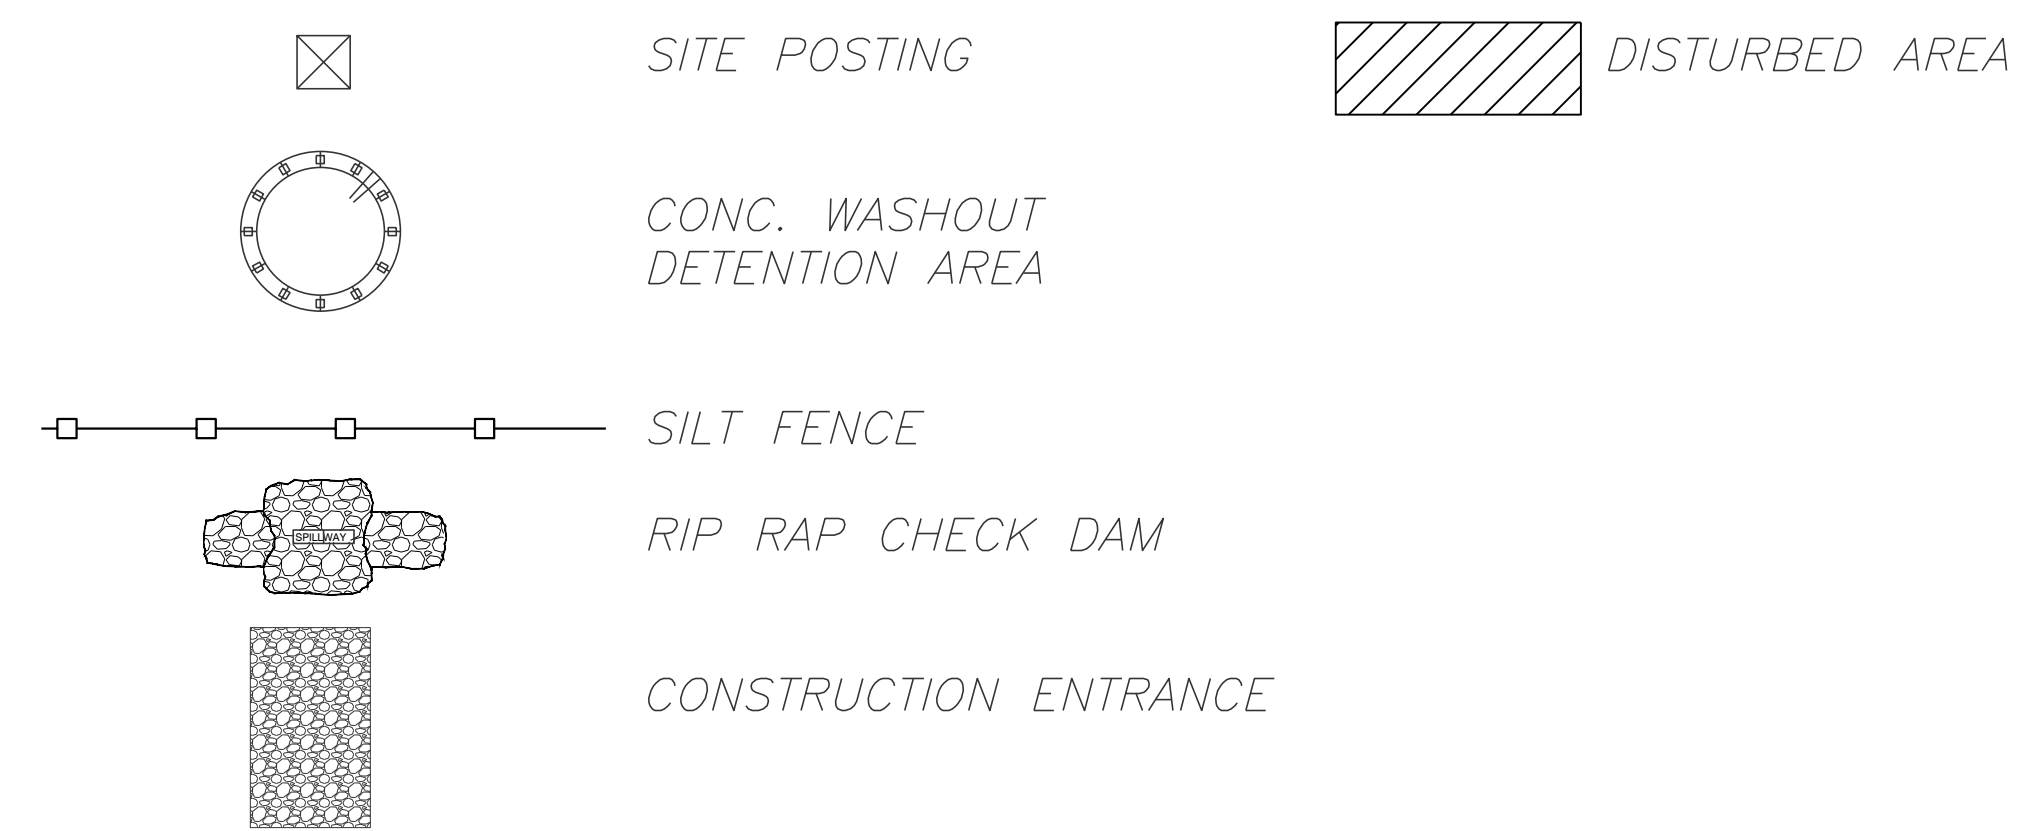 SITE POSTING
DISTURBED AREA
CONC. WASHOUT
DETENTION AREA
SILT FENCE
SPILLWAY
RIP RAP CHECK DAM
CONSTRUCTION ENTRANCE